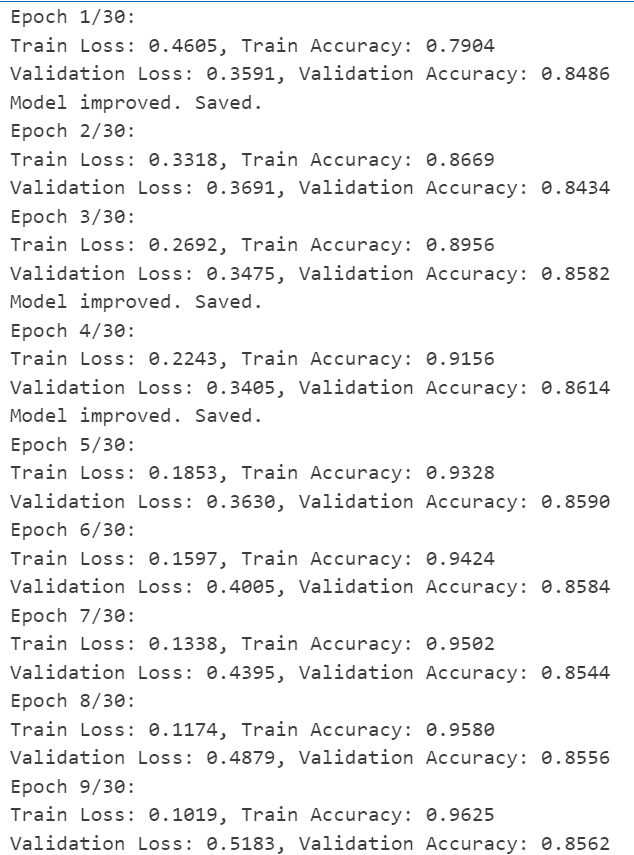 Epoch 1/30:
Train Loss: 0.4605, Train Accuracy: 0.7904
Validation Loss: 0.3591, Validation Accuracy: 0.8486
Model improved. Saved.
Epoch 2/30:
Train Loss: 0.3318, Train Accuracy: 0.8669
Validation Loss: 0.3691, Validation Accuracy: 0.8434
Epoch 3/30:
Train Loss: 0.2692, Train Accuracy: 0.8956
Validation Loss: 0.3475, Validation Accuracy: 0.8582
Model improved. Saved.
Epoch 4/30:
Train Loss: 0.2243, Train Accuracy: 0.9156
Validation Loss: 0.3405, Validation Accuracy: 0.8614
Model improved. Saved.
Epoch 5/30:
Train Loss: 0.1853, Train Accuracy: 0.9328
Validation Loss: 0.3630, Validation Accuracy: 0.8590
Epoch 6/30:
Train Loss: 0.1597, Train Accuracy: 0.9424
Validation Loss: 0.4005, Validation Accuracy: 0.8584
Epoch 7/30:
Train Loss: 0.1338, Train Accuracy: 0.9502
Validation Loss: 0.4395, Validation Accuracy: 0.8544
Epoch 8/30:
Train Loss: 0.1174, Train Accuracy: 0.9580
Validation Loss: 0.4879, Validation Accuracy: 0.8556
Epoch 9/30:
Train Loss: 0.1019, Train Accuracy: 0.9625
Validation Loss: 0.5183, Validation Accuracy: 0.8562